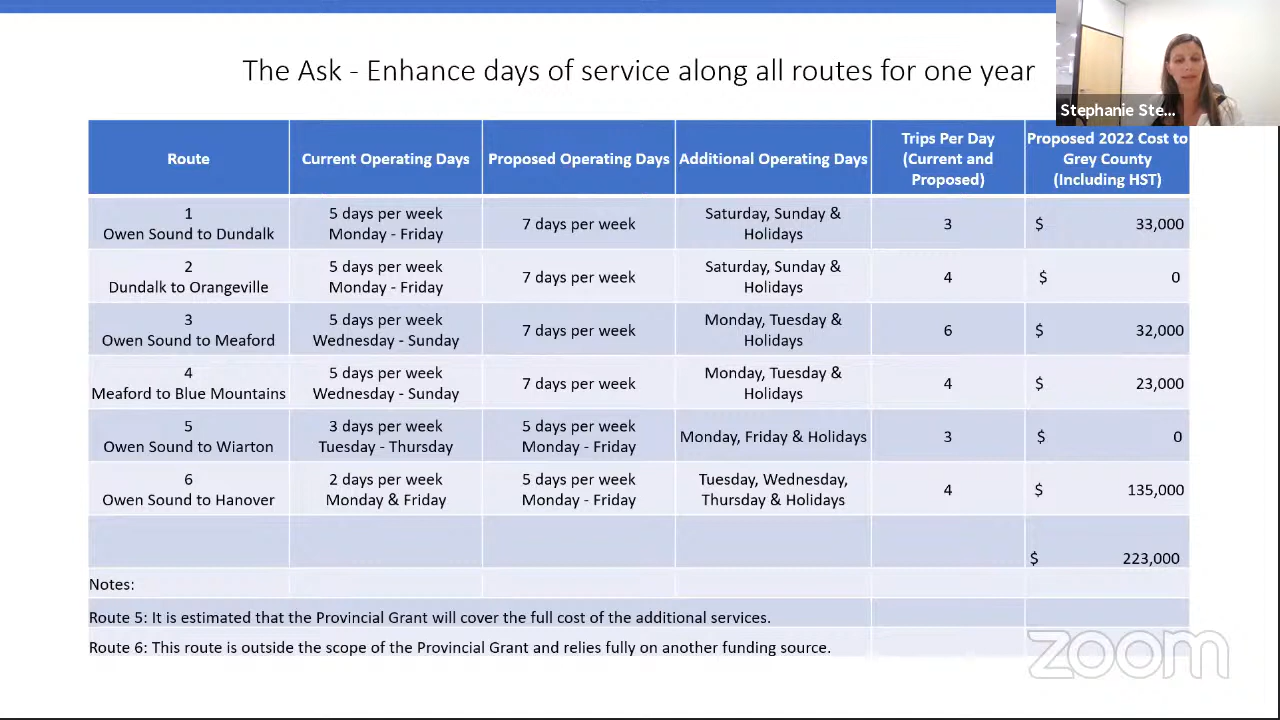 The Ask - Enhance days of service along all routes for one year
Stephanie Ste...
Route
Current Operating Days
Proposed Operating Days
Additional Operating Days
Trips Per Day
(Current and
Proposed)
Proposed 2022 Cost to
Grey County
(Including HST)
1
Owen Sound to Dundalk
5 days per week
Monday - Friday
7 days per week
Saturday, Sunday &
Holidays
3
$ 33,000
2
Dundalk to Orangeville
5 days per week
Monday - Friday
7 days per week
Saturday, Sunday &
Holidays
4
$ 0
3
Owen Sound to Meaford
5 days per week
Wednesday - Sunday
7 days per week
Monday, Tuesday &
Holidays
6
$ 32,000
4
Meaford to Blue Mountains
5 days per week
Wednesday - Sunday
7 days per week
Monday, Tuesday &
Holidays
4
$ 23,000
5
Owen Sound to Wiarton
3 days per week
Tuesday - Thursday
5 days per week
Monday - Friday
Monday, Friday & Holidays
3
$ 0
6
Owen Sound to Hanover
2 days per week
Monday & Friday
5 days per week
Monday - Friday
Tuesday, Wednesday,
Thursday & Holidays
4
$ 135,000
$ 223,000
Notes:
Route 5: It is estimated that the Provincial Grant will cover the full cost of the additional services.
Route 6: This route is outside the scope of the Provincial Grant and relies fully on another funding source.
zoom